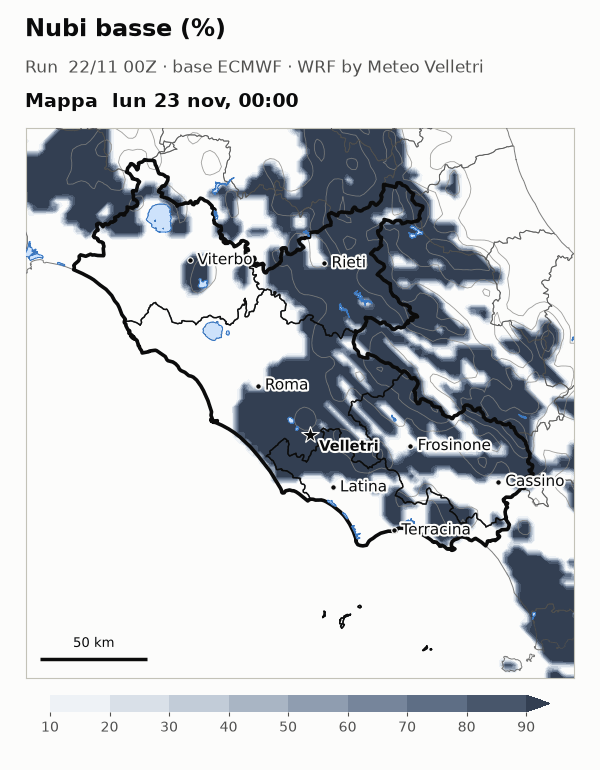 Nubi basse (%)
Run  22/11 00Z · base ECMWF · WRF by Meteo Velletri
Mappa  lun 23 nov, 00:00
Viterbo
Rieti
Roma
Velletri
Frosinone
Cassino
Latina
Terracina
50 km
10 20 30 40 50 60 70 80 90